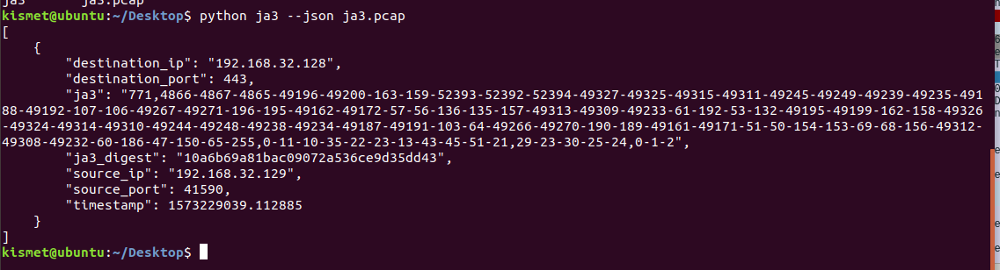 kismet@ubuntu:~/Desktop$ python ja3 --json ja3.pcap
[
    {
        "destination_ip": "192.168.32.128",
        "destination_port": 443,
        "ja3": "771,4866-4867-4865-49196-49200-163-159-52393-52392-52394-49327-49325-49315-49311-49245-49249-49239-49235-491
88-49192-107-106-49267-49271-196-195-49162-49172-57-56-136-135-157-49313-49309-49233-61-192-53-132-49195-49199-162-158-49326
-49324-49314-49310-49244-49248-49238-49234-49187-49191-103-64-49266-49270-190-189-49161-49171-51-50-154-153-69-68-156-49312-
49308-49232-60-186-47-150-65-255,0-11-10-35-22-23-13-43-45-51-21,29-23-30-25-24,0-1-2",
        "ja3_digest": "10a6b69a81bac09072a536ce9d35dd43",
        "source_ip": "192.168.32.129",
        "source_port": 41590,
        "timestamp": 1573229039.112885
    }
]
kismet@ubuntu:~/Desktop$